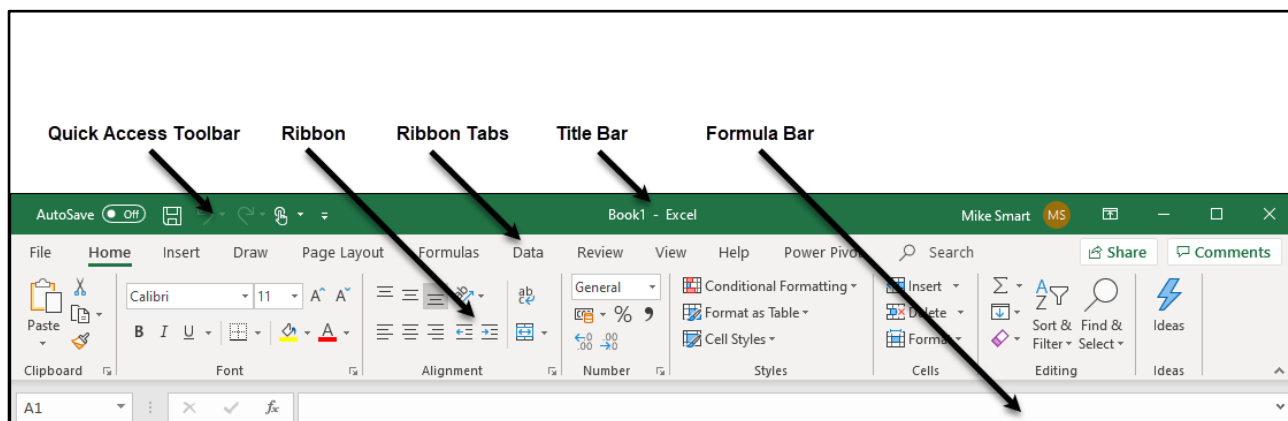 Quick Access Toolbar Ribbon Ribbon Tabs Title Bar Formula Bar
AutoSave Off Book1 - Excel Mike Smart MS
File Home Insert Draw Page Layout Formulas Data Review View Help Power Pivot Search Share Comments
Paste
Calibri 11 A^ A˅
B I U A
ab
General
% 9
Conditional Formatting
Format as Table
Cell Styles
Insert
Delete
Format
Sort & Filter
Find & Select
Ideas
Clipboard Font Alignment Number Styles Cells Editing Ideas
A1 fx